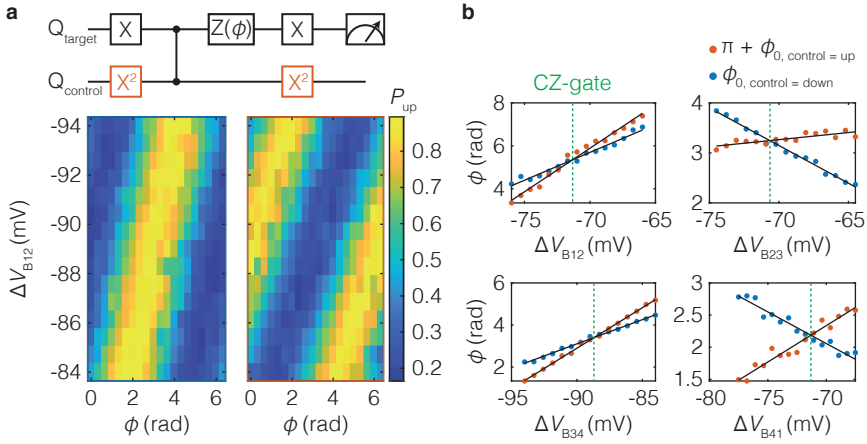 a
Q_target X Z(ϕ) X
Q_control X² X²
P_up
-94
-92
-90
-88
-86
-84
ΔV_B12 (mV)
0 2 4 6
ϕ (rad)
0 2 4 6
ϕ (rad)
0.8
0.7
0.6
0.5
0.4
0.3
0.2
b
π + ϕ_0, control = up
ϕ_0, control = down
CZ-gate
ϕ (rad)
8
6
4
-75 -70 -65
ΔV_B12 (mV)
4
3
2
-75 -70 -65
ΔV_B23 (mV)
ϕ (rad)
6
4
2
0
-95 -90 -85
ΔV_B34 (mV)
3
2.5
2
1.5
-80 -75 -70
ΔV_B41 (mV)